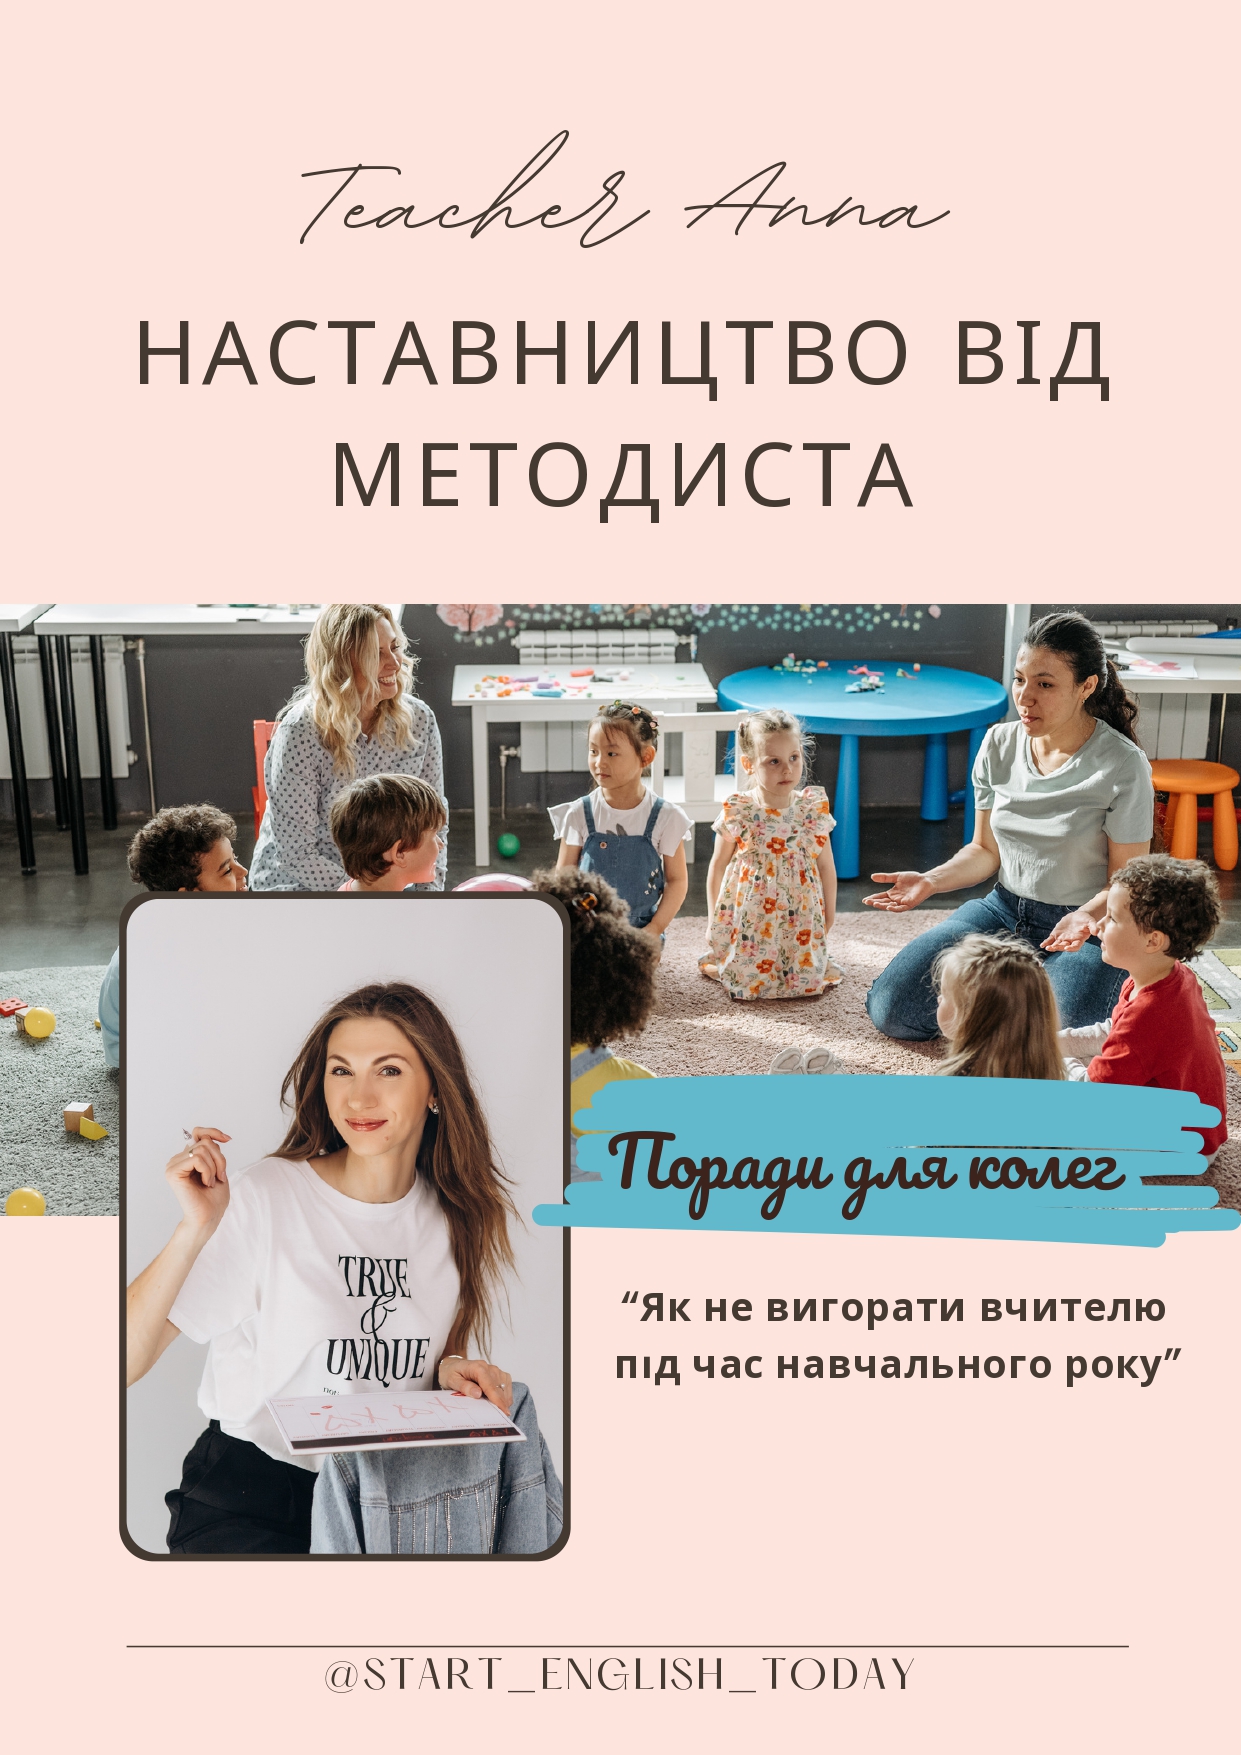 Teacher Anna
НАСТАВНИЦТВО ВІД
МЕТОДИСТА
Поради для колег
“Як не вигорати вчителю
під час навчального року”
TRUE
&
UNIQUE
@START_ENGLISH_TODAY